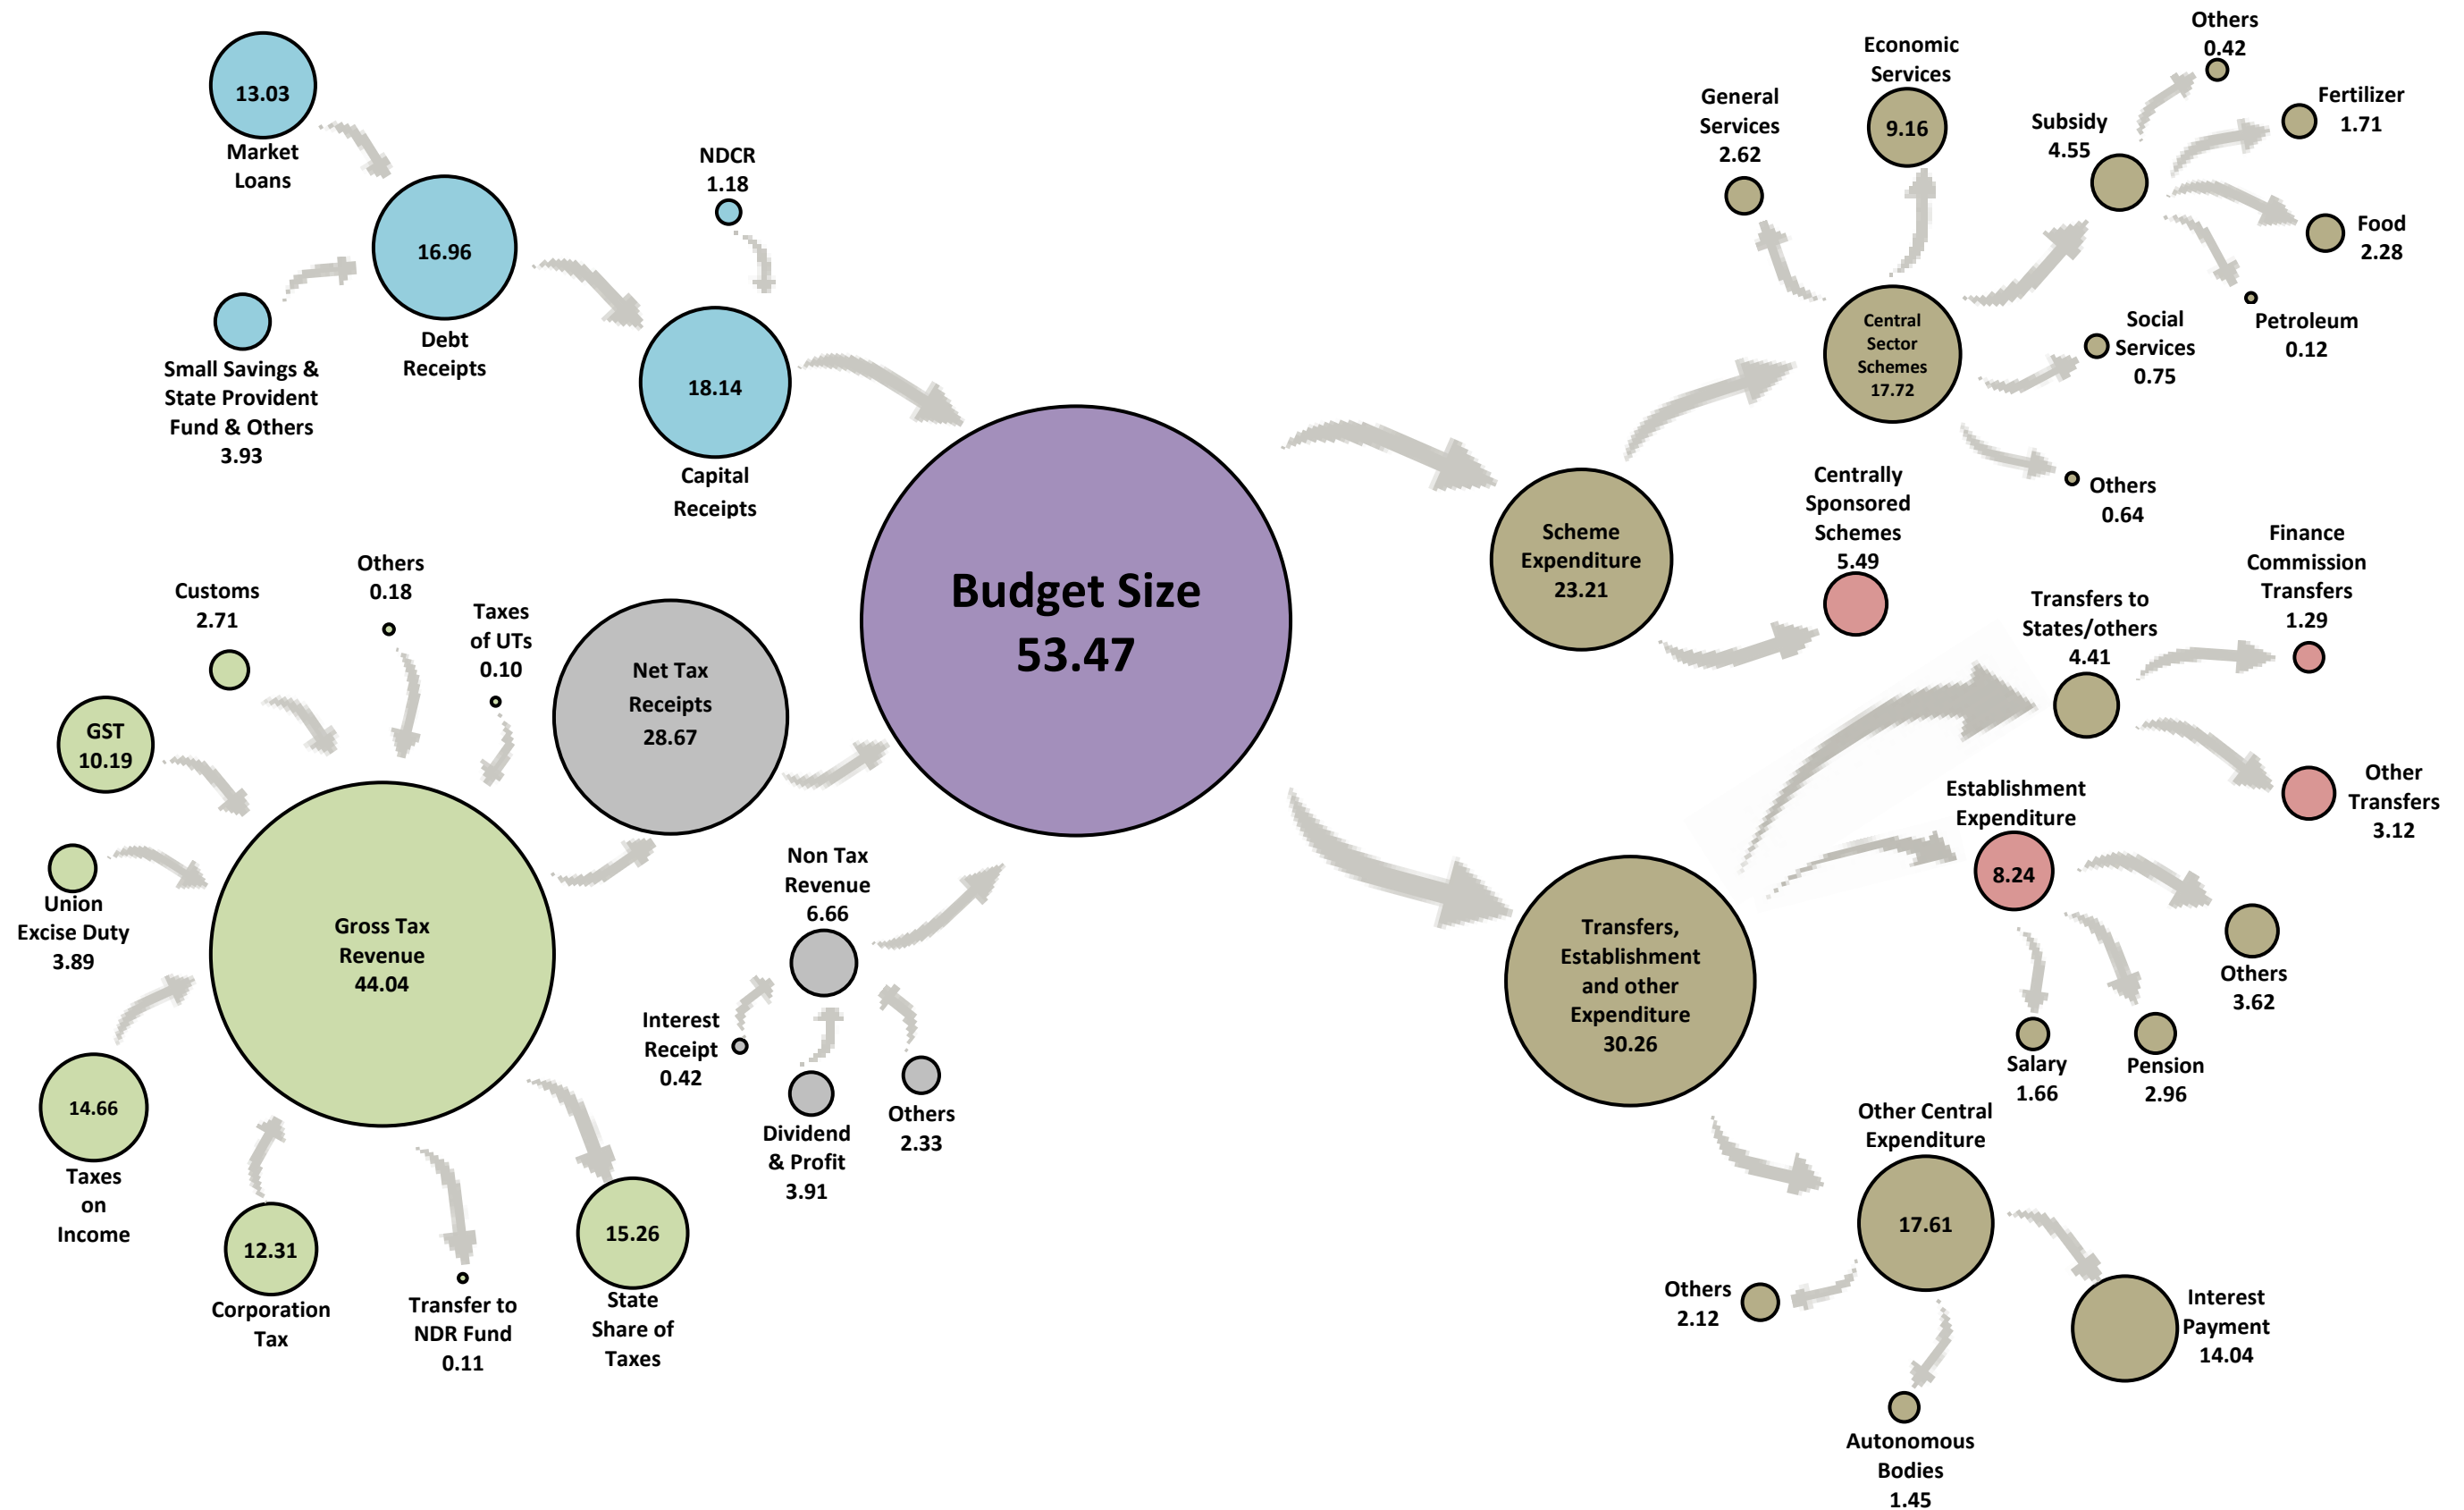 13.03
Market
Loans
NDCR
1.18
16.96
Debt
Receipts
Small Savings &
State Provident
Fund & Others
3.93
18.14
Capital
Receipts
Others
0.18
Customs
2.71
Taxes
of UTs
0.10
GST
10.19
Net Tax
Receipts
28.67
Union
Excise Duty
3.89
Gross Tax
Revenue
44.04
Non Tax
Revenue
6.66
Interest
Receipt
0.42
Dividend
& Profit
3.91
Others
2.33
14.66
Taxes
on
Income
12.31
Corporation
Tax
Transfer to
NDR Fund
0.11
15.26
State
Share of
Taxes
Budget Size
53.47
Others
0.42
Economic
Services
9.16
General
Services
2.62
Subsidy
4.55
Fertilizer
1.71
Food
2.28
Petroleum
0.12
Central
Sector
Schemes
17.72
Social
Services
0.75
Others
0.64
Centrally
Sponsored
Schemes
5.49
Scheme
Expenditure
23.21
Finance
Commission
Transfers
1.29
Transfers to
States/others
4.41
Other
Transfers
3.12
Establishment
Expenditure
8.24
Others
3.62
Salary
1.66
Pension
2.96
Transfers,
Establishment
and other
Expenditure
30.26
Other Central
Expenditure
17.61
Others
2.12
Interest
Payment
14.04
Autonomous
Bodies
1.45